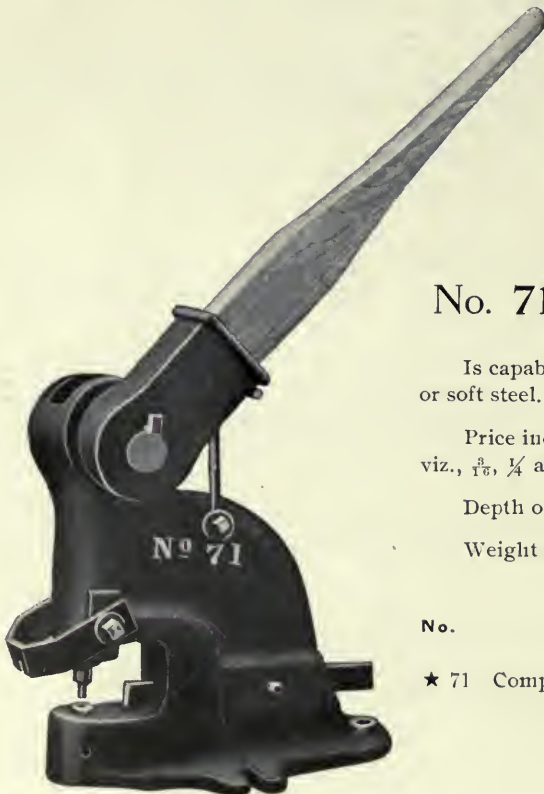 No. 71
Is capab
or soft steel.
Price inc
viz., 3/16, 1/4 a
Depth o
Weight
No.
★ 71 Comp
Nº 71